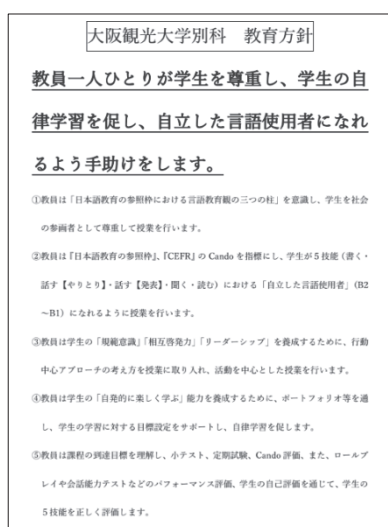 大阪観光大学別科　教育方針
教員一人ひとりが学生を尊重し、学生の自
律学習を促し、自立した言語使用者になれ
るよう手助けをします。
①教員は「日本語教育の参照枠における言語教育観の三つの柱」を意識し、学生を社会
の参画者として尊重して授業を行います。
②教員は『日本語教育の参照枠』、『CEFR』の Cando を指標にし、学生が5技能（書く・
話す【やりとり】・話す【発表】・聞く・読む）における「自立した言語使用者」（B2
～B1）になれるように授業を行います。
③教員は学生の「規範意識」「相互啓発力」「リーダーシップ」を養成するために、行動
中心アプローチの考え方を授業に取り入れ、活動を中心とした授業を行います。
④教員は学生の「自発的に楽しく学ぶ」能力を養成するために、ポートフォリオ等を通
し、学生の学習に対する目標設定をサポートし、自律学習を促します。
⑤教員は課程の到達目標を理解し、小テスト、定期試験、Cando 評価、また、ロールプ
レイや会話能力テストなどのパフォーマンス評価、学生の自己評価を通じて、学生の
5技能を正しく評価します。